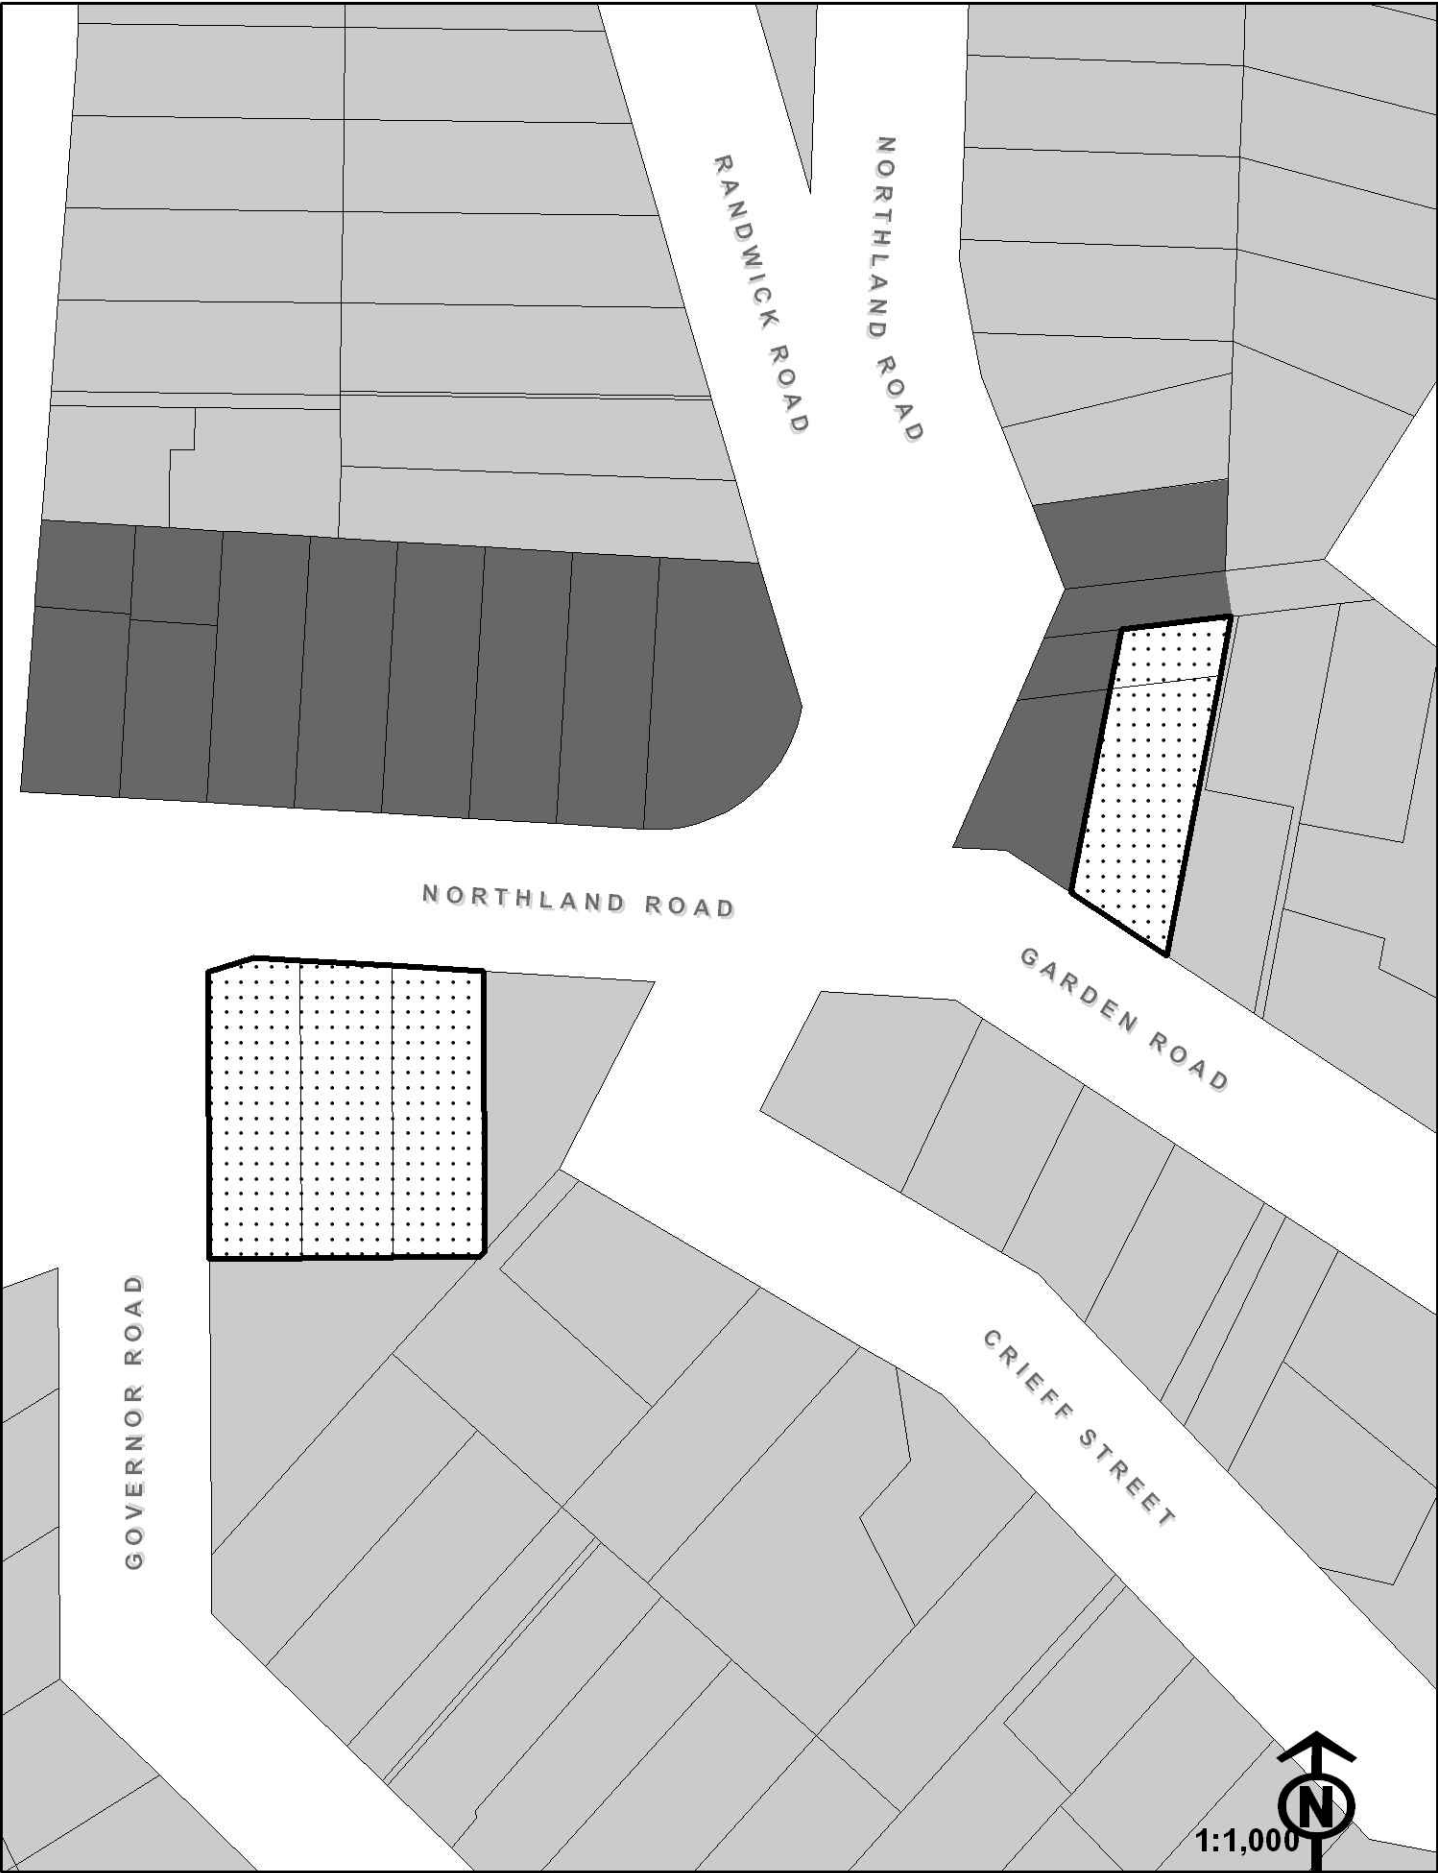 RANDWICK ROAD
NORTHLAND ROAD
NORTHLAND ROAD
GARDEN ROAD
GOVERNOR ROAD
CRIEFF STREET
N
1:1,000